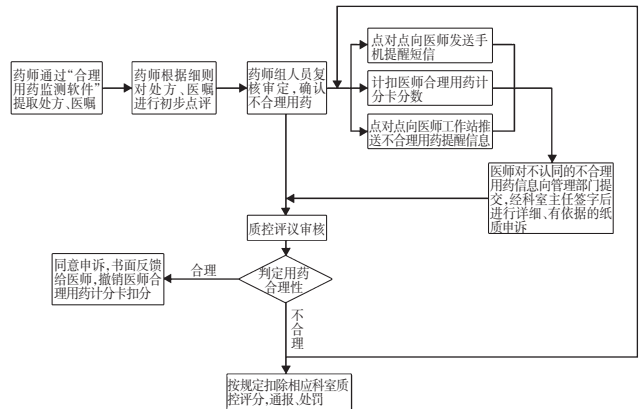 药师通过“合理
用药监测软件”
提取处方、医嘱
药师根据细则
对处方、医嘱
进行初步点评
药师组人员复
核审定，确认
不合理用药
点对点向医师发送手
机提醒短信
计扣医师合理用药计
分卡分数
点对点向医师工作站推
送不合理用药提醒信息
医师对不认同的不合理
用药信息向管理部门提
交，经科室主任签字后
进行详细、有依据的纸
质申诉
质控评议审核
判定用药
合理性
合理
同意申诉，书面反馈
给医师，撤销医师合
理用药计分卡扣分
不
合
理
按规定扣除相应科室质
控评分，通报、处罚